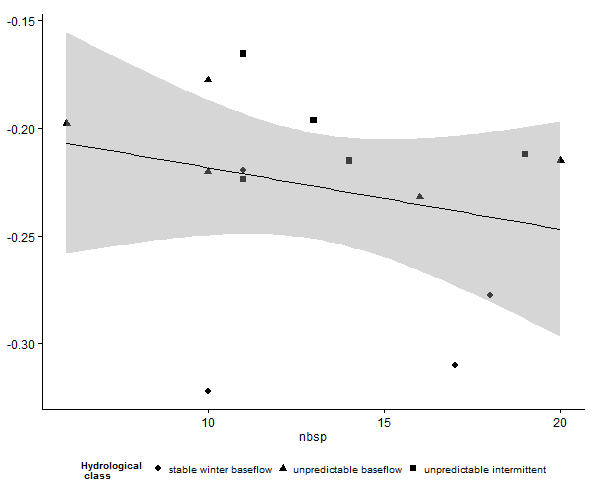 -0.15
-0.20
-0.25
-0.30
10 15 20
nbsp
Hydrological
class
stable winter baseflow unpredictable baseflow unpredictable intermittent